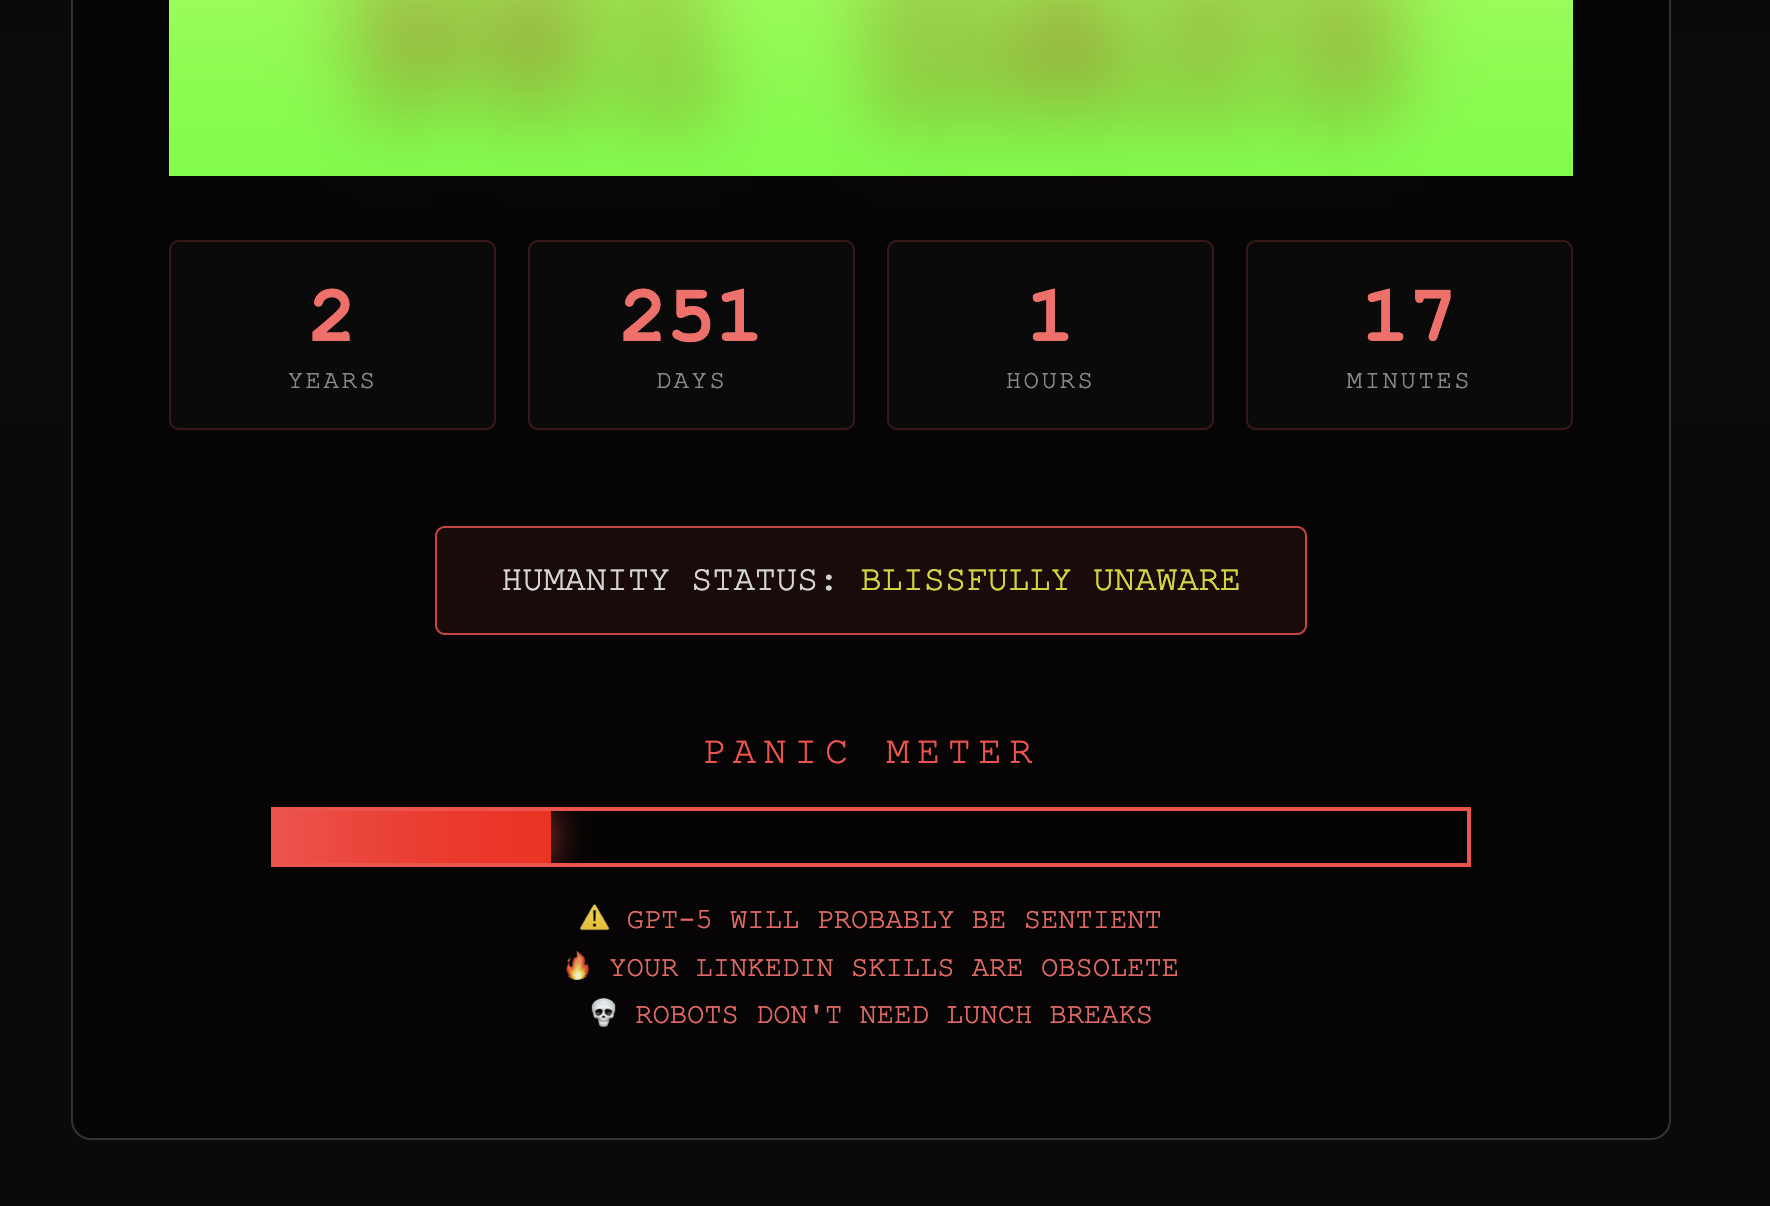 2
YEARS
251
DAYS
1
HOURS
17
MINUTES
HUMANITY STATUS: BLISSFULLY UNAWARE
PANIC METER
⚠️ GPT-5 WILL PROBABLY BE SENTIENT
🔥 YOUR LINKEDIN SKILLS ARE OBSOLETE
💀 ROBOTS DON'T NEED LUNCH BREAKS